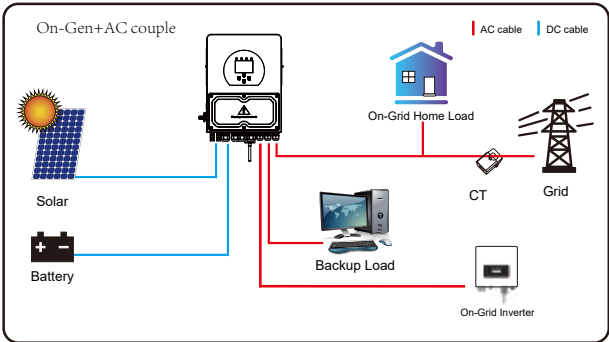 On-Gen+AC couple
AC cable
DC cable
On-Grid Home Load
Solar
CT
Grid
Battery
Backup Load
On-Grid Inverter